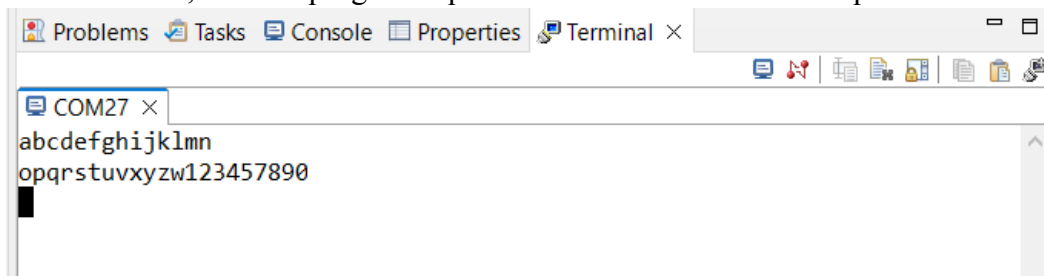 Problems Tasks Console Properties Terminal
COM27
abcdefghijklmn
opqrstuvxyzw123457890